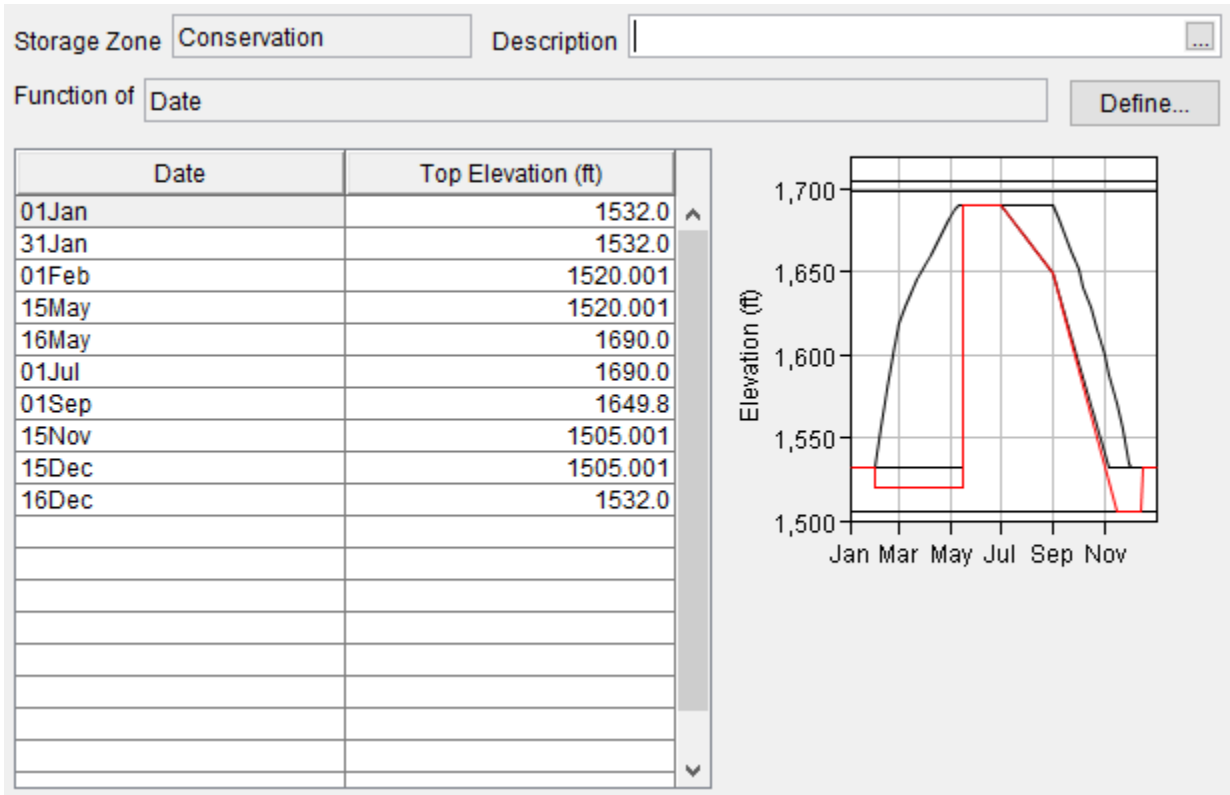 Storage Zone Conservation Description ...
Function of Date Define...
Date Top Elevation (ft)
01Jan 1532.0
31Jan 1532.0
01Feb 1520.001
15May 1520.001
16May 1690.0
01Jul 1690.0
01Sep 1649.8
15Nov 1505.001
15Dec 1505.001
16Dec 1532.0
Elevation (ft)
1,700
1,650
1,600
1,550
1,500
Jan Mar May Jul Sep Nov